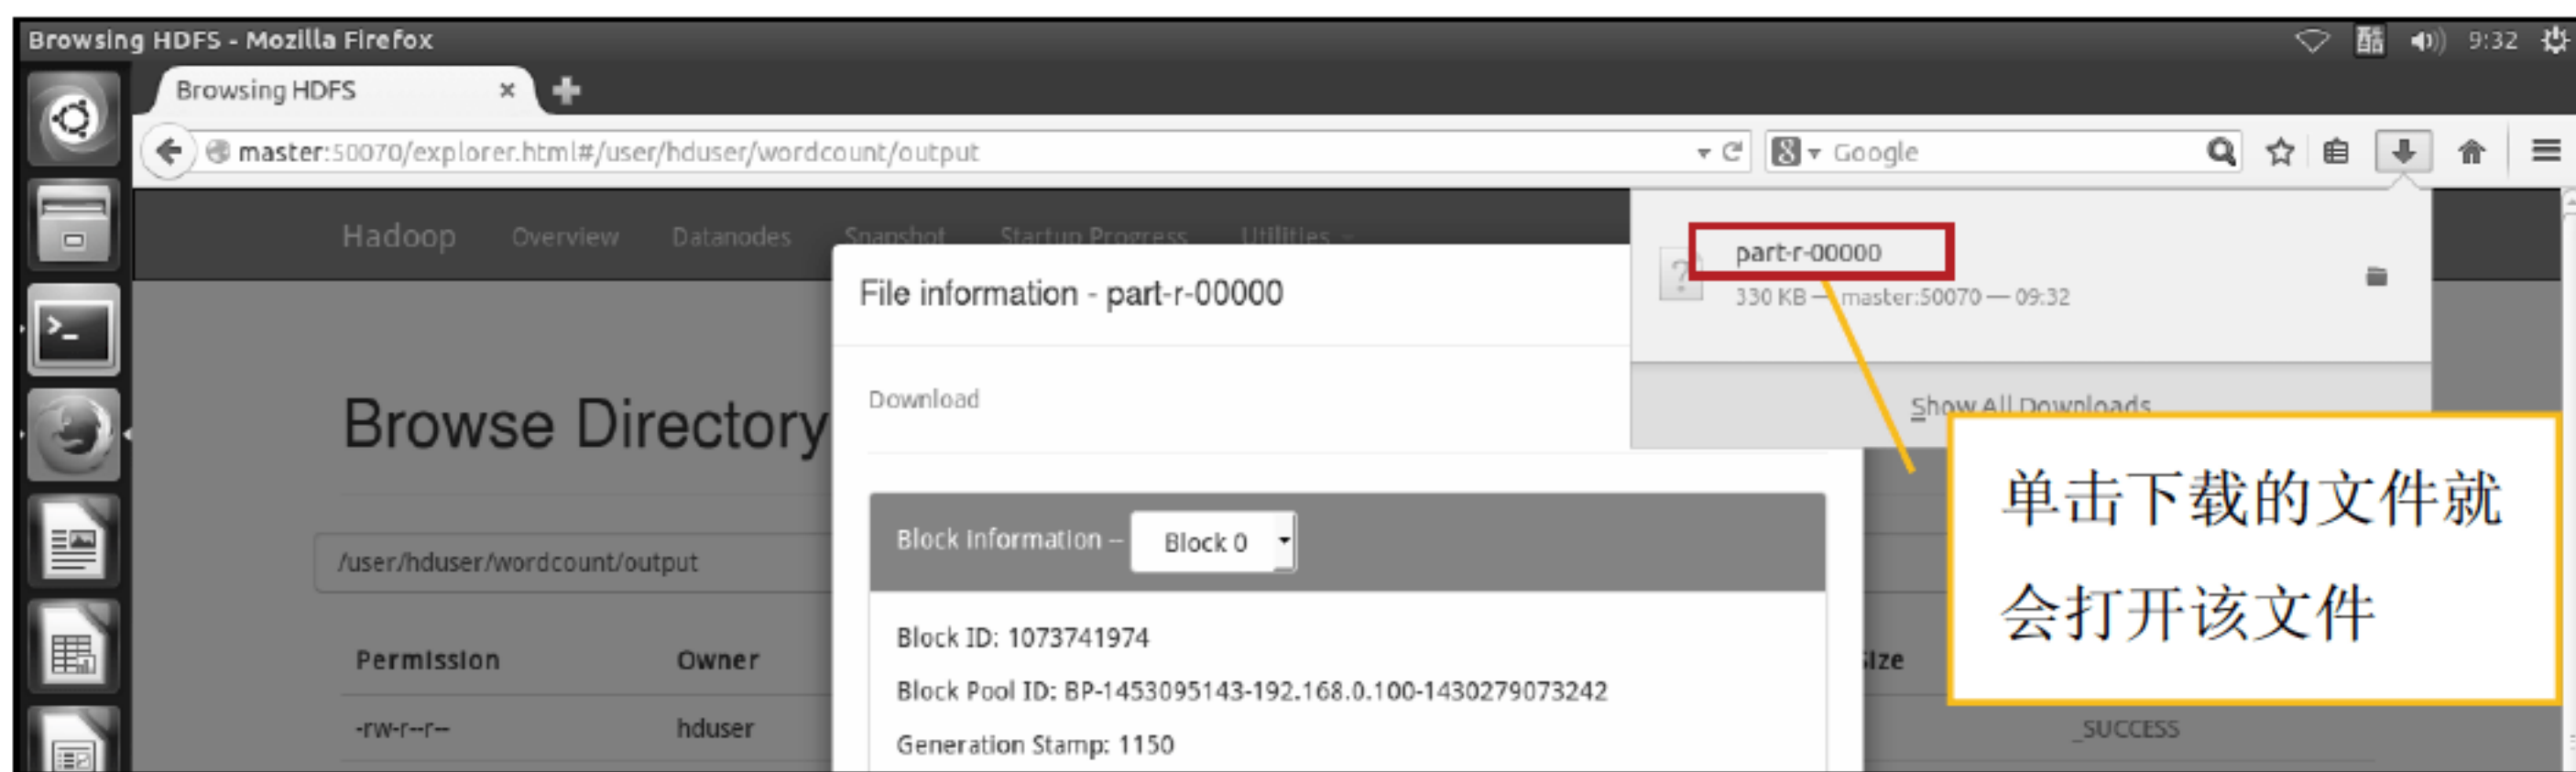 Browsing HDFS - Mozilla Firefox
酷
9:32
Browsing HDFS
master:50070/explorer.html#/user/hduser/wordcount/output
8
Google
Hadoop Overview Datanodes Snapshot Startup Progress Utilities
part-r-00000
330 KB — master:50070 — 09:32
Show All Downloads
File information - part-r-00000
Download
Browse Directory
Block Information -- Block 0
/user/hduser/wordcount/output
Block ID: 1073741974
Block Pool ID: BP-1453095143-192.168.0.100-1430279073242
Generation Stamp: 1150
Permission Owner Size
-rw-r--r-- hduser _SUCCESS
单击下载的文件就
会打开该文件